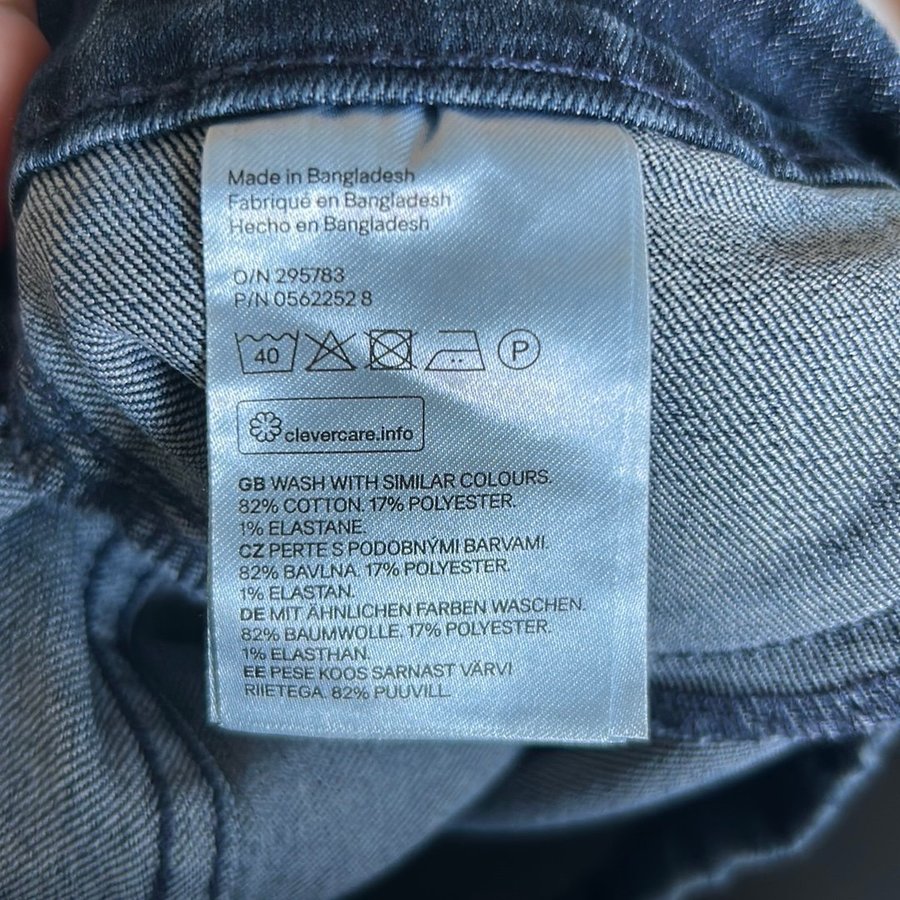 Made in Bangladesh
Fabriqué en Bangladesh
Hecho en Bangladesh
O/N 295783
P/N 0562252 8
40 P
clevercare.info
GB WASH WITH SIMILAR COLOURS.
82% COTTON. 17% POLYESTER.
1% ELASTANE.
CZ PERTE S PODOBNÝMI BARVAMI.
82% BAVLNA. 17% POLYESTER.
1% ELASTAN.
DE MIT ÄHNLICHEN FARBEN WASCHEN.
82% BAUMWOLLE. 17% POLYESTER.
1% ELASTHAN.
EE PESE KOOS SARNAST VÄRVI
RIIETEGA. 82% PUUVILL.